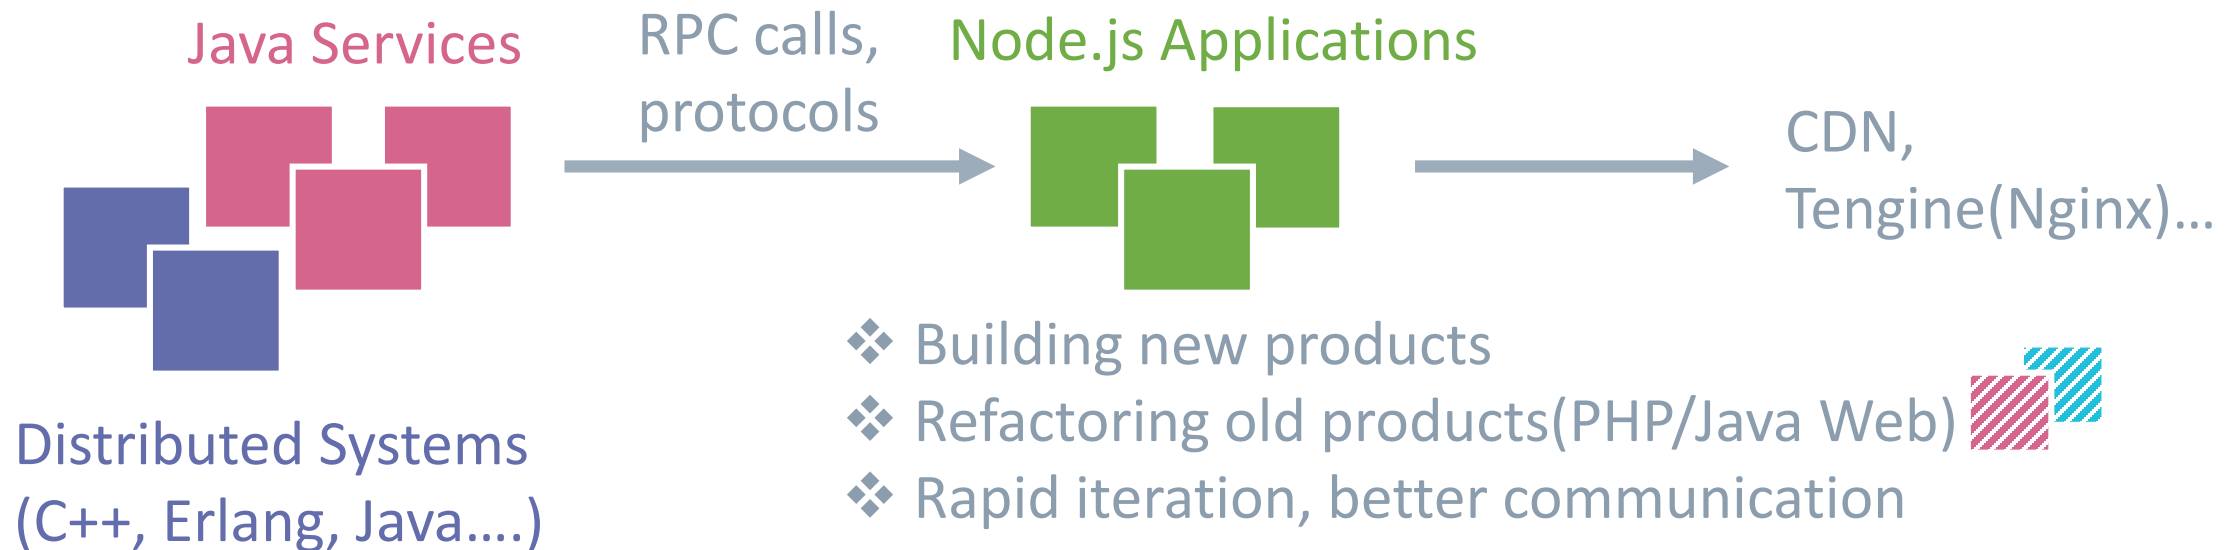 Java Services
RPC calls,
protocols
Node.js Applications
CDN,
Tengine(Nginx)...
Distributed Systems
(C++, Erlang, Java....)
❖ Building new products
❖ Refactoring old products(PHP/Java Web)
❖ Rapid iteration, better communication